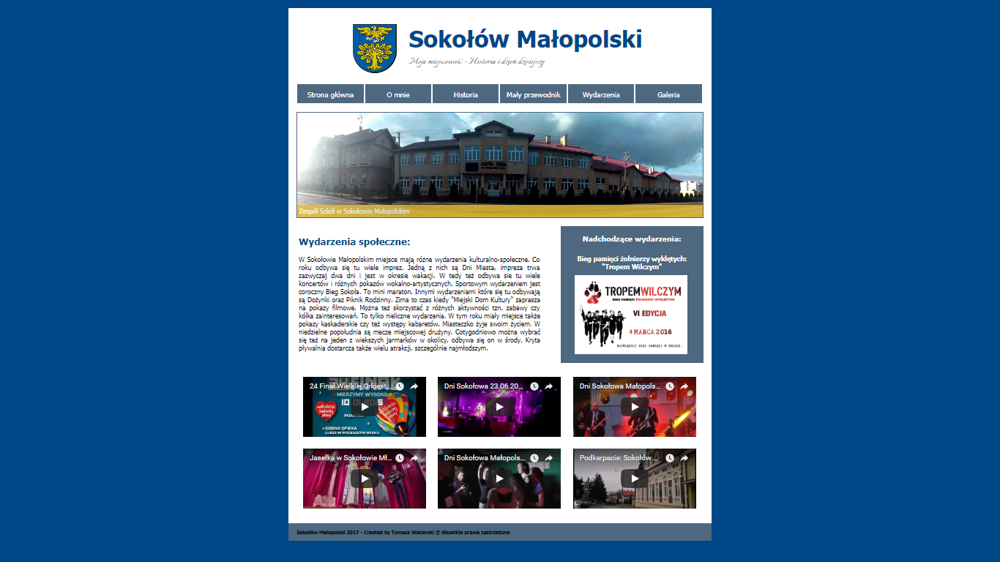 Sokołów Małopolski
Moja miejscowość - Historia i dzień dzisiejszy
Strona główna
O mnie
Historia
Mały przewodnik
Wydarzenia
Galeria
Zespół Szkół w Sokołowie Małopolskim
Wydarzenia społeczne:
W Sokołowie Małopolskim miejsce mają różne wydarzenia kulturalno-społeczne. Co
roku odbywa się tu wiele imprez. Jedną z nich są Dni Miasta, impreza trwa
zazwyczaj dwa dni i jest w okresie wakacji. W tedy też odbywa sie tu wiele
koncertów i różnych pokazów wokalno-artystycznych. Sportowym wydarzeniem jest
coroczny Bieg Sokoła. To mini maraton. Innymi wydarzeniami które się tu odbywają
są Dożynki oraz Piknik Rodzinny. Zima to czas kiedy "Miejski Dom Kultury" zaprasza
na pokazy filmowe. Można też skorzystać z różnych aktywności tzn. zabawy czy
kółka zainteresowań. To tylko nieliczne wydarzenia. W tym roku miały miejsce także
pokazy kaskaderskie czy też występy kabaretów. Miasteczko żyje swoim życiem. W
niedzielne popołudnia są mecze miejscowej drużyny. Cotygodniowo można wybrać
się też na jeden z wiekszych jarmarków w okolicy, odbywa się on w środy. Kryta
pływalnia dostarcza także wielu atrakcji, szczególnie najmłodszym.
Nadchodzące wydarzenia:
Bieg pamięci żołnierzy wyklętych:
"Tropem Wilczym"
TROPEM WILCZYM
BIEG PAMIĘCI ŻOŁNIERZY WYKLĘTYCH
VI EDYCJA
4 MARCA 2018
NAJWIĘKSZY BIEG PAMIĘCI W POLSCE.
24 Finał Wielkiej Orkiest...
MIERZYMY WYSOKO
PEDIATRIA
GODNA OPIEKA
LUDZI W PODESZŁYM WIEKU
Dni Sokołowa 23.06.20...
Dni Sokołowa Małopols...
Jasełka w Sokołowie Mł...
Dni Sokołowa Małopols...
Podkarpacie: Sokołów ...
Sokołów Małopolski 2017 - Created by Tomasz Waberski © Wszelkie prawa zastrzeżone